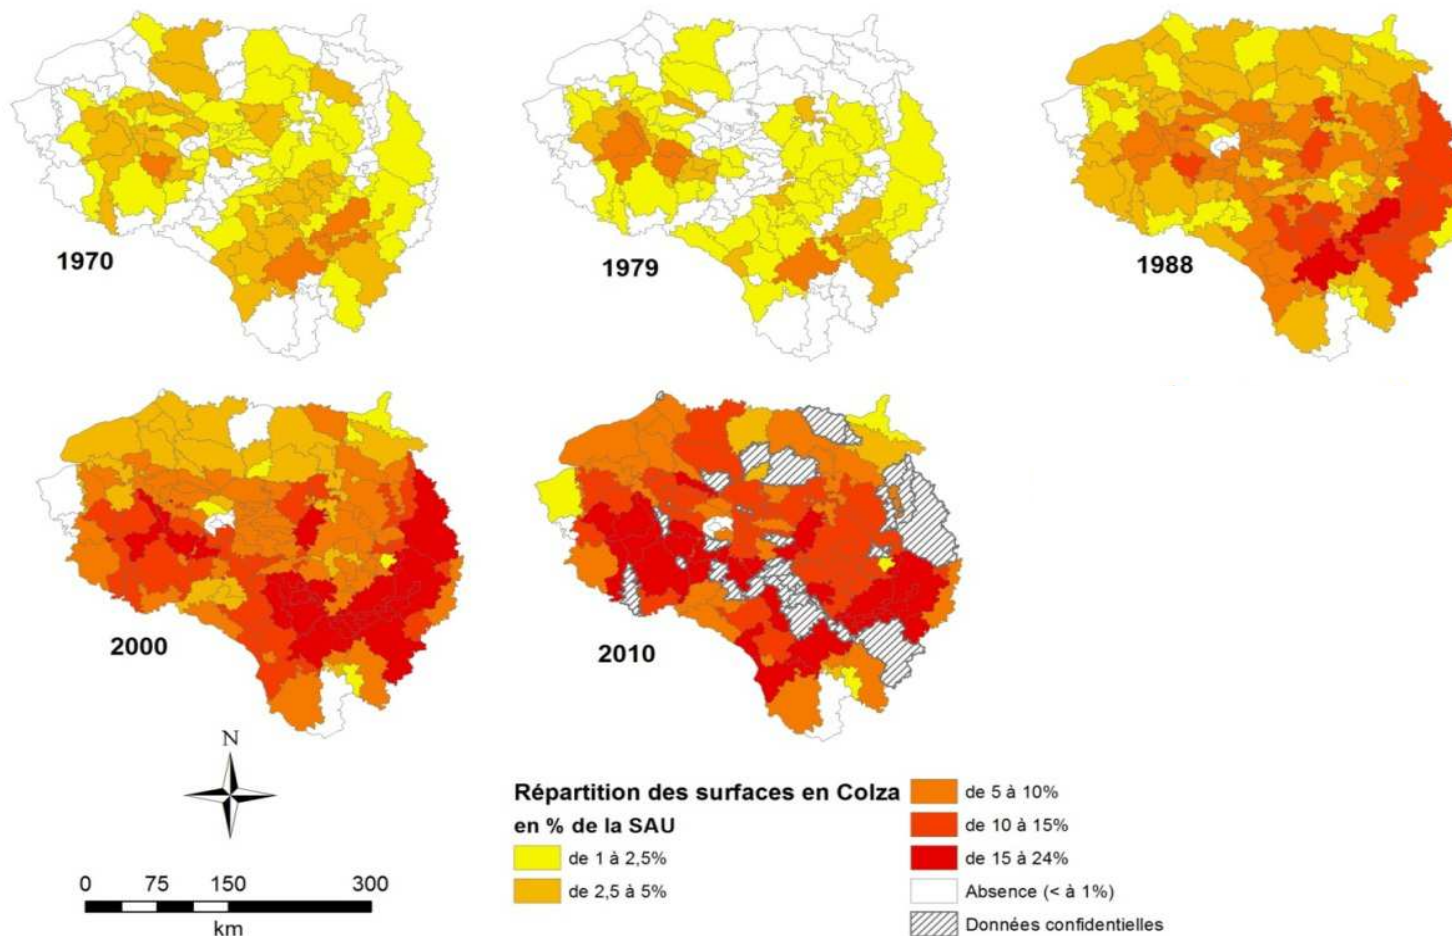 1970
1979
1988
2000
2010
N
0 75 150 300
km
Répartition des surfaces en Colza
en % de la SAU
de 1 à 2,5%
de 2,5 à 5%
de 5 à 10%
de 10 à 15%
de 15 à 24%
Absence (< à 1%)
Données confidentielles